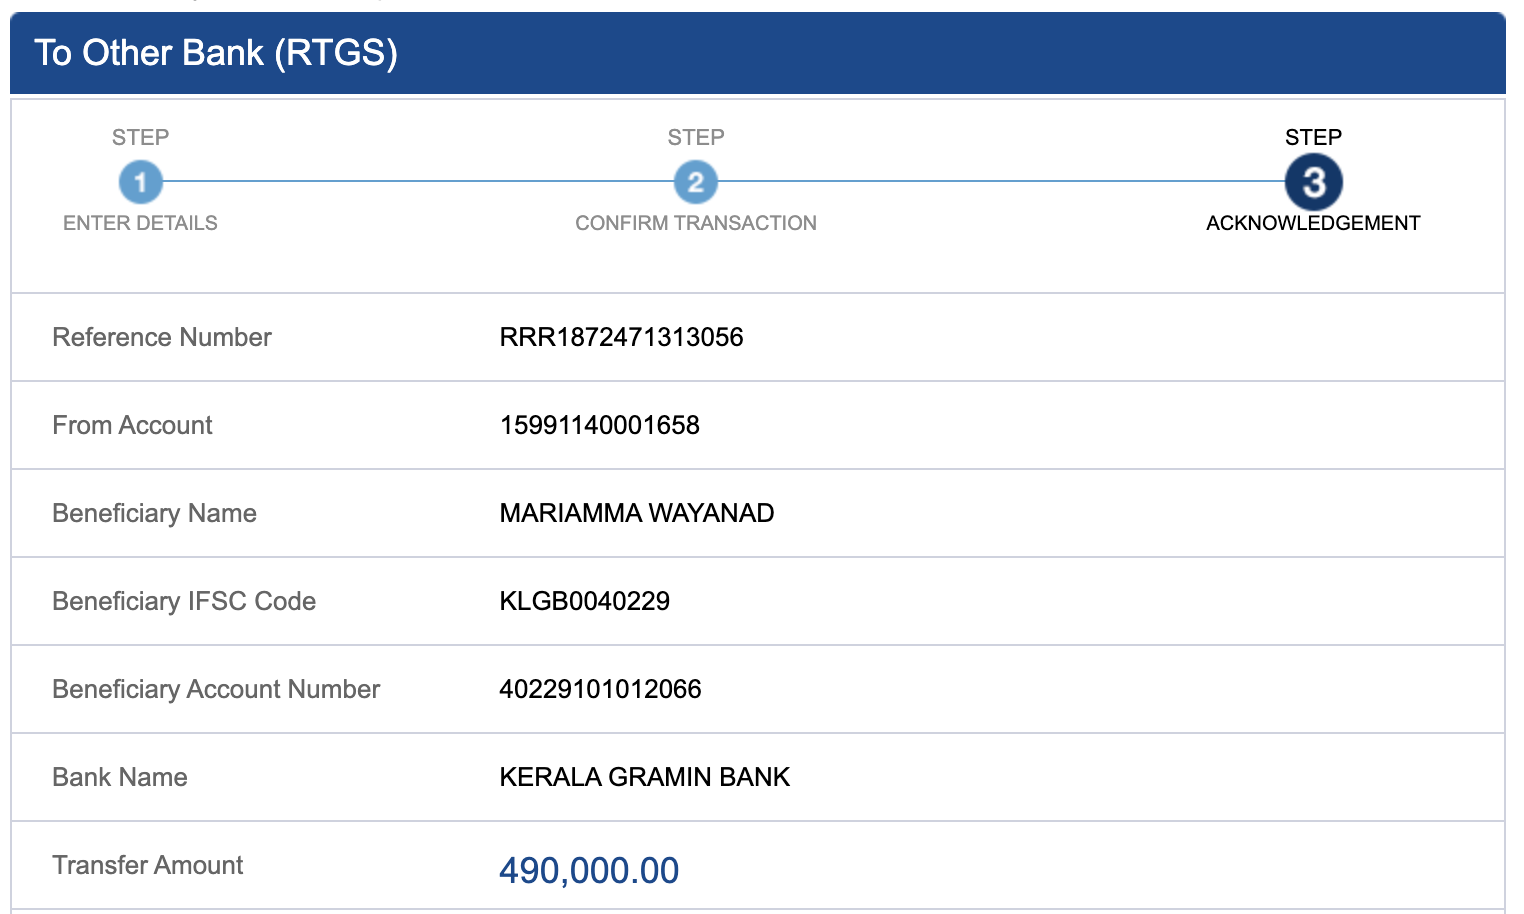 To Other Bank (RTGS)
STEP STEP STEP
1 2 3
ENTER DETAILS CONFIRM TRANSACTION ACKNOWLEDGEMENT
Reference Number RRR1872471313056
From Account 15991140001658
Beneficiary Name MARIAMMA WAYANAD
Beneficiary IFSC Code KLGB0040229
Beneficiary Account Number 40229101012066
Bank Name KERALA GRAMIN BANK
Transfer Amount 490,000.00